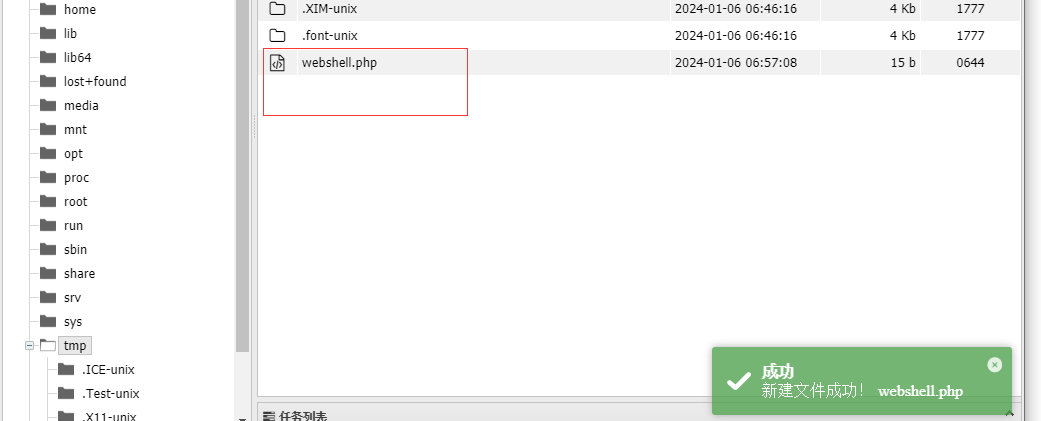 home
lib
lib64
lost+found
media
mnt
opt
proc
root
run
sbin
share
srv
sys
tmp
.ICE-unix
.Test-unix
.X11-unix
.XIM-unix 2024-01-06 06:46:16 4 Kb 1777
.font-unix 2024-01-06 06:46:16 4 Kb 1777
webshell.php 2024-01-06 06:57:08 15 b 0644
任务列表
成功
新建文件成功! webshell.php